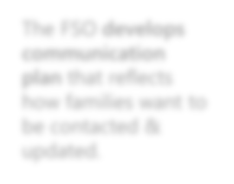 The FSO develops
communication
plan that reflects
how families want to
be contacted &
updated.